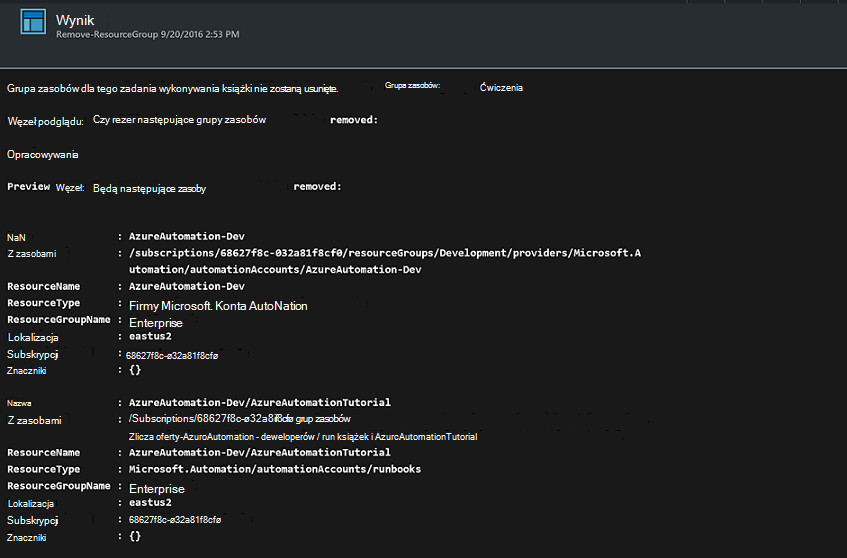 Wynik
Remove-ResourceGroup 9/20/2016 2:53 PM
Grupa zasobów dla tego zadania wykonywania książki nie zostaną usunięte. Grupa zasobów: Ćwiczenia
Węzeł podglądu: Czy rezer następujące grupy zasobów removed:
Opracowywania
Preview Węzeł: Będą następujące zasoby removed:
NaN : AzureAutomation-Dev
Z zasobami : /subscriptions/68627f8c-032a81f8cf0/resourceGroups/Development/providers/Microsoft.A
utomation/automationAccounts/AzureAutomation-Dev
ResourceName : AzureAutomation-Dev
ResourceType : Firmy Microsoft. Konta AutoNation
ResourceGroupName : Enterprise
Lokalizacja : eastus2
Subskrypcji : 68627f8c-ø32a81f8cfø
Znaczniki : {}
Nazwa : AzureAutomation-Dev/AzureAutomationTutorial
Z zasobami : /Subscriptions/68627f8c-ø32a8 grup zasobów
Zlicza oferty-AzuroAutomation - deweloperów / run książek i AzurcAutomationTutorial
ResourceName : AzureAutomation-Dev/AzureAutomationTutorial
ResourceType : Microsoft.Automation/automationAccounts/runbooks
ResourceGroupName : Enterprise
Lokalizacja : eastus2
Subskrypcji : 68627f8c-ø32a81f8cfø
Znaczniki : {}